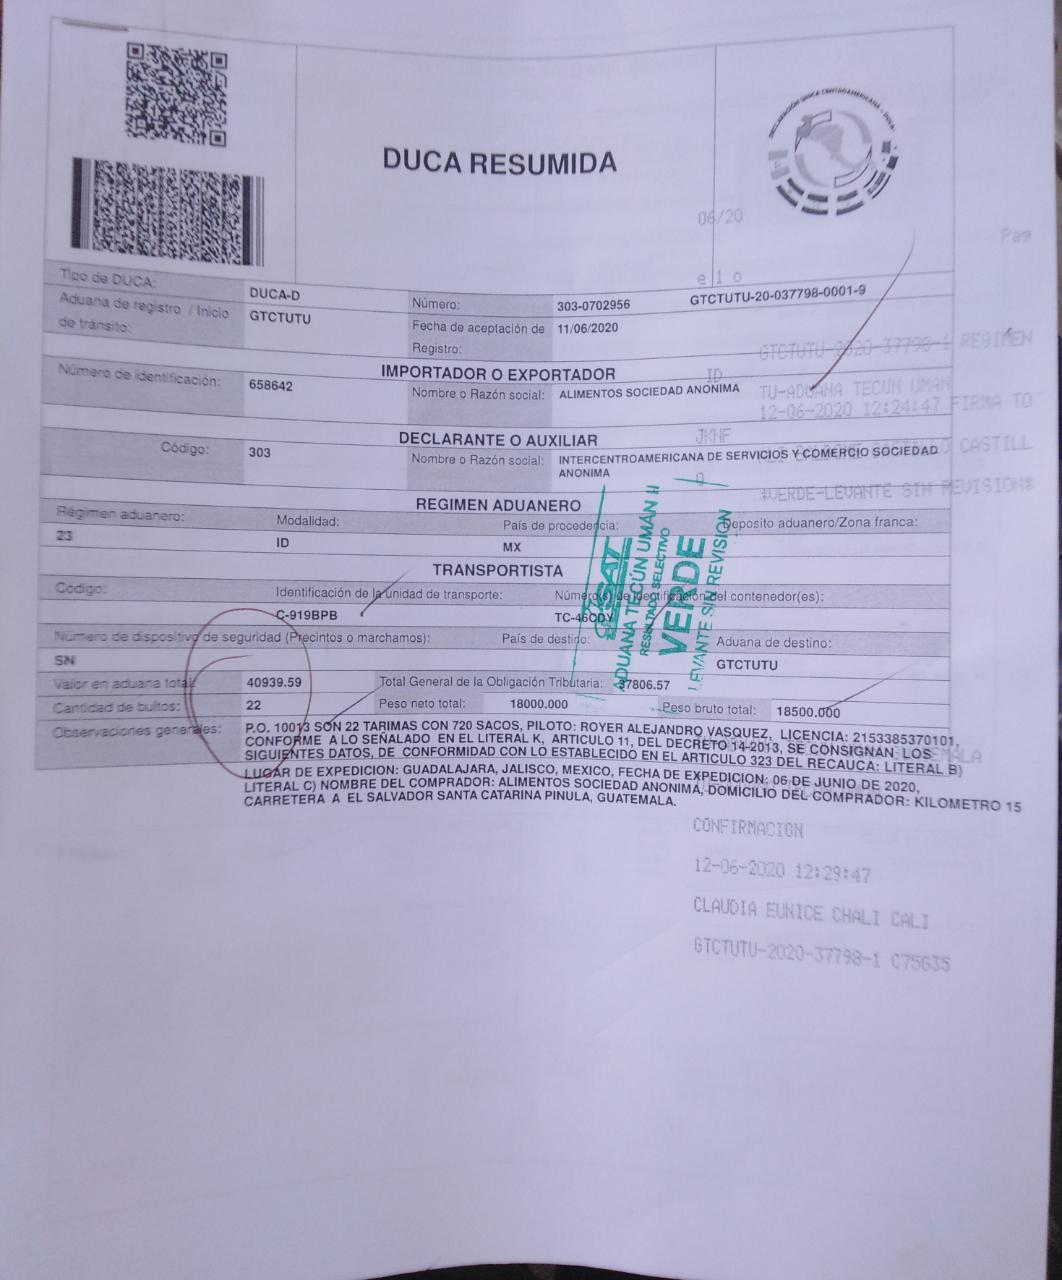 DECLARACIÓN ÚNICA CENTROAMERICANA - DUCA
DUCA RESUMIDA
06/20
Pag
e 1 o
Tipo de DUCA:
DUCA-D
Número:
303-0702956
GTCTUTU-20-037798-0001-9
Aduana de registro / Inicio de tránsito:
GTCTUTU
Fecha de aceptación de Registro:
11/06/2020
GTCTUTU-2020-37798-1 REGIMEN
ID
IMPORTADOR O EXPORTADOR
Número de identificación:
658642
Nombre o Razón social:
ALIMENTOS SOCIEDAD ANONIMA
TU-ADUANA TECUN UMAN
12-06-2020 12:24:47 FIRMA TO
DECLARANTE O AUXILIAR
Código:
303
Nombre o Razón social:
INTERCENTROAMERICANA DE SERVICIOS Y COMERCIO SOCIEDAD
ANONIMA
CASTILLO CASTILL
*VERDE-LEVANTE SIN REVISION*
REGIMEN ADUANERO
Régimen aduanero:
Modalidad:
País de procedencia:
Deposito aduanero/Zona franca:
23
ID
MX
TRANSPORTISTA
Código:
Identificación de la unidad de transporte:
Número(s) de identificación del contenedor(es):
C-919BPB
TC-46CDY
Número de dispositivo de seguridad (Precintos o marchamos):
País de destino:
Aduana de destino:
SN
GTCTUTU
SAT
ADUANA TECÚN UMÁN II
RESULTADO SELECTIVO
VERDE
LEVANTE SIN REVISION
Valor en aduana total:
40939.59
Total General de la Obligación Tributaria:
37806.57
Cantidad de bultos:
22
Peso neto total:
18000.000
Peso bruto total:
18500.000
Observaciones generales:
P.O. 10013 SON 22 TARIMAS CON 720 SACOS, PILOTO: ROYER ALEJANDRO VASQUEZ, LICENCIA: 2153385370101,
CONFORME A LO SEÑALADO EN EL LITERAL K, ARTICULO 11, DEL DECRETO 14-2013, SE CONSIGNAN LOS
SIGUIENTES DATOS, DE CONFORMIDAD CON LO ESTABLECIDO EN EL ARTICULO 323 DEL RECAUCA: LITERAL B)
LUGAR DE EXPEDICION: GUADALAJARA, JALISCO, MEXICO, FECHA DE EXPEDICION: 06 DE JUNIO DE 2020,
LITERAL C) NOMBRE DEL COMPRADOR: ALIMENTOS SOCIEDAD ANONIMA, DOMICILIO DEL COMPRADOR: KILOMETRO 15
CARRETERA A EL SALVADOR SANTA CATARINA PINULA, GUATEMALA.
CONFIRMACION
12-06-2020 12:29:47
CLAUDIA EUNICE CHALI CALI
GTCTUTU-2020-37798-1 C75G35